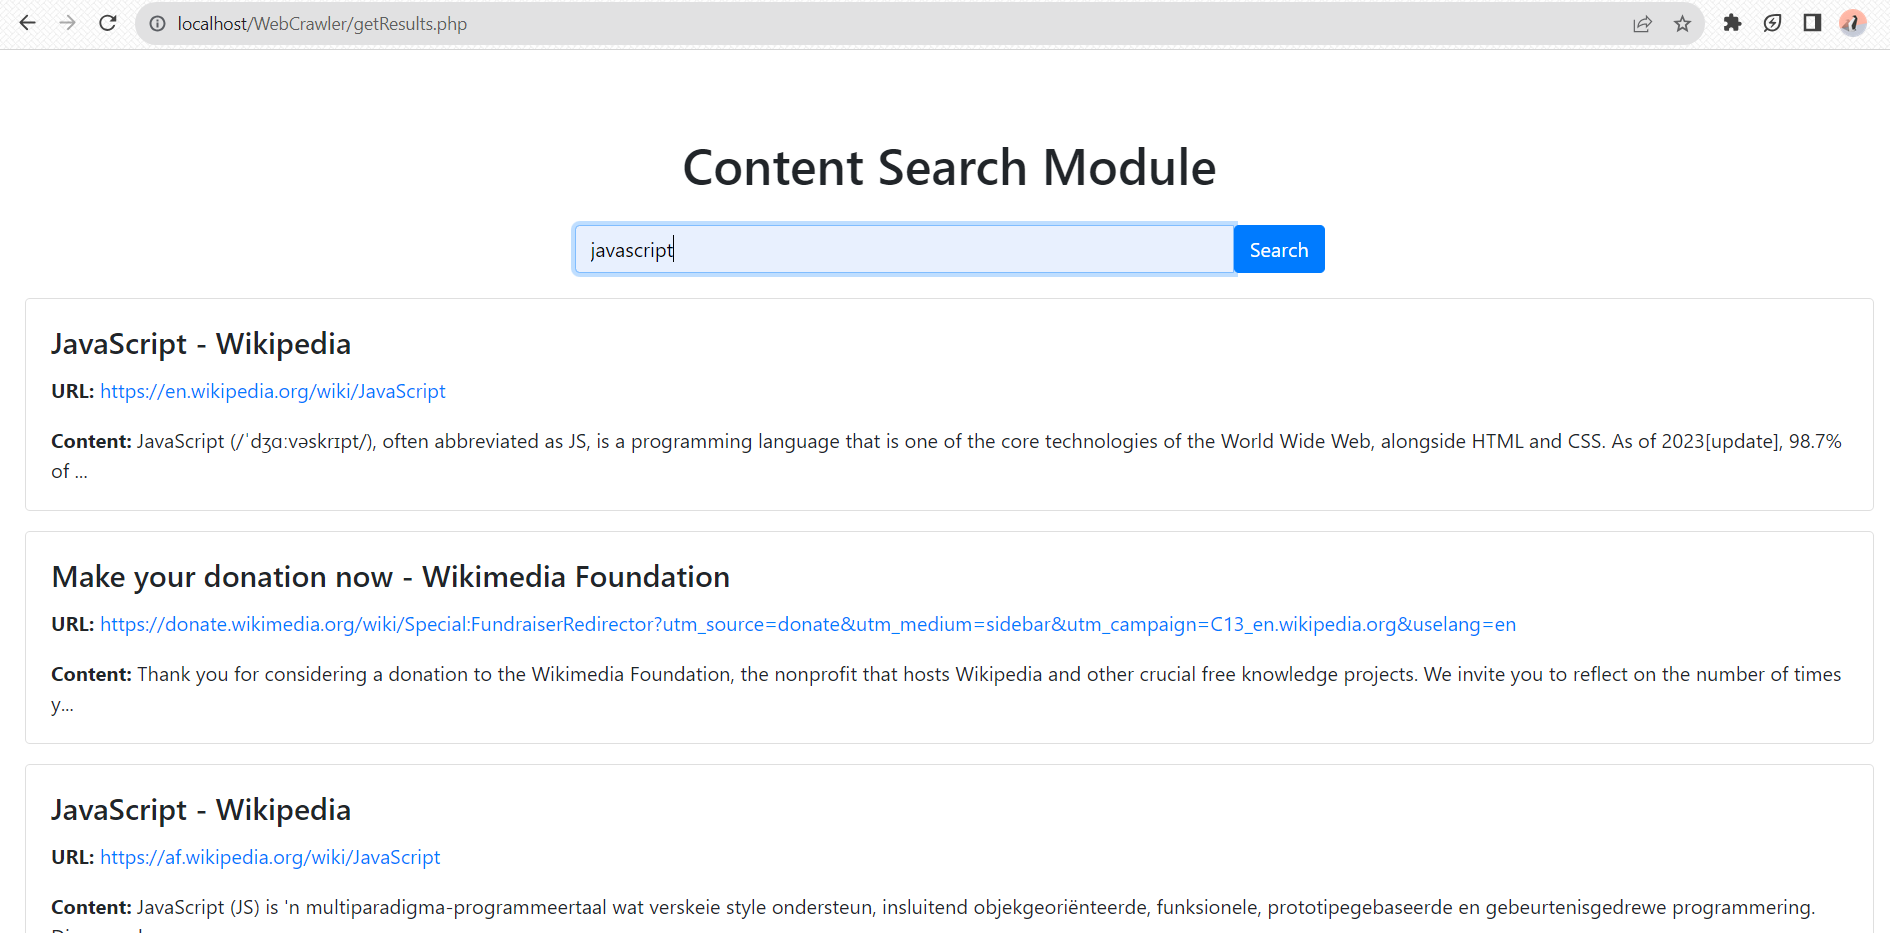 localhost/WebCrawler/getResults.php
Content Search Module
javascript
Search
JavaScript - Wikipedia
URL: https://en.wikipedia.org/wiki/JavaScript
Content: JavaScript (/ˈdʒɑːvəskrɪpt/), often abbreviated as JS, is a programming language that is one of the core technologies of the World Wide Web, alongside HTML and CSS. As of 2023[update], 98.7%
of ...
Make your donation now - Wikimedia Foundation
URL: https://donate.wikimedia.org/wiki/Special:FundraiserRedirector?utm_source=donate&utm_medium=sidebar&utm_campaign=C13_en.wikipedia.org&uselang=en
Content: Thank you for considering a donation to the Wikimedia Foundation, the nonprofit that hosts Wikipedia and other crucial free knowledge projects. We invite you to reflect on the number of times
y...
JavaScript - Wikipedia
URL: https://af.wikipedia.org/wiki/JavaScript
Content: JavaScript (JS) is 'n multiparadigma-programmeertaal wat verskeie style ondersteun, insluitend objekgeoriënteerde, funksionele, prototipegebaseerde en gebeurtenisgedrewe programmering.